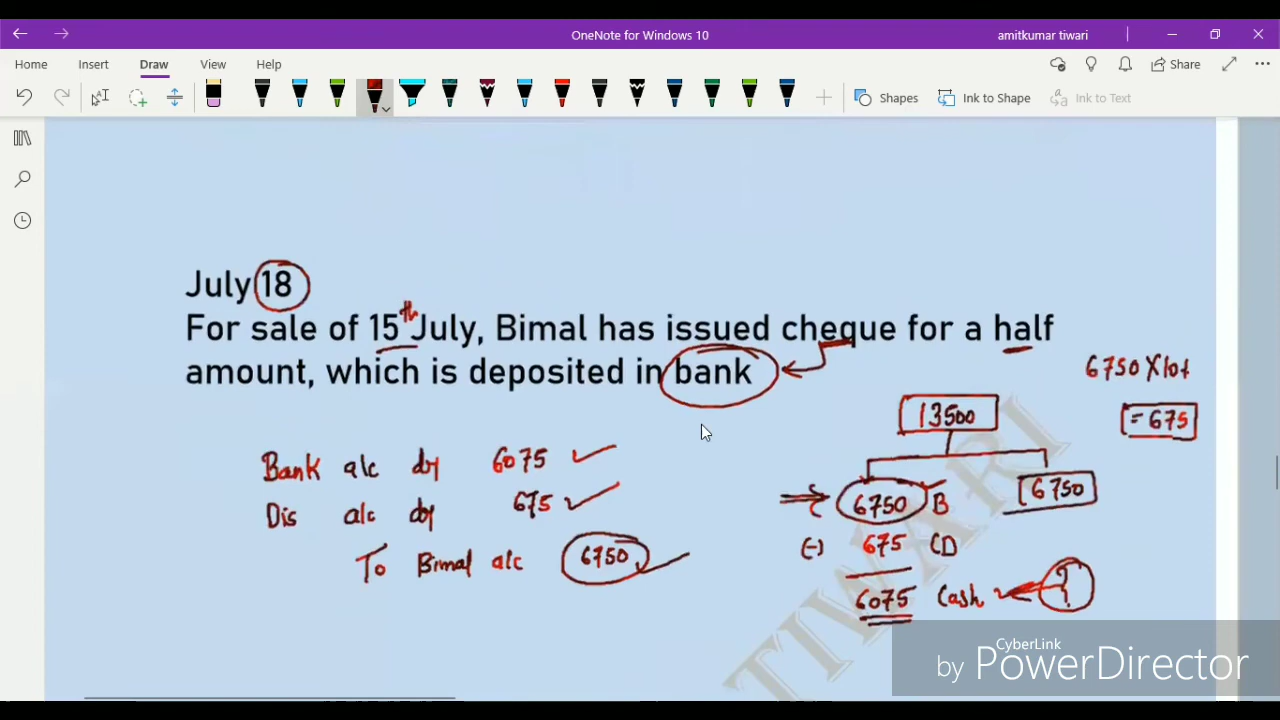 OneNote for Windows 10
amitkumar tiwari
Home Insert Draw View Help
Share
Shapes Ink to Shape Ink to Text
July 18
For sale of 15th July, Bimal has issued cheque for a half
amount, which is deposited in bank
6750 X 10%
= 675
13500
6750 B 6750
(-) 675 CD
6075 Cash ?
Bank a/c dr 6075
Dis a/c dr 675
To Bimal a/c 6750
TIWARI
CyberLink
by PowerDirector